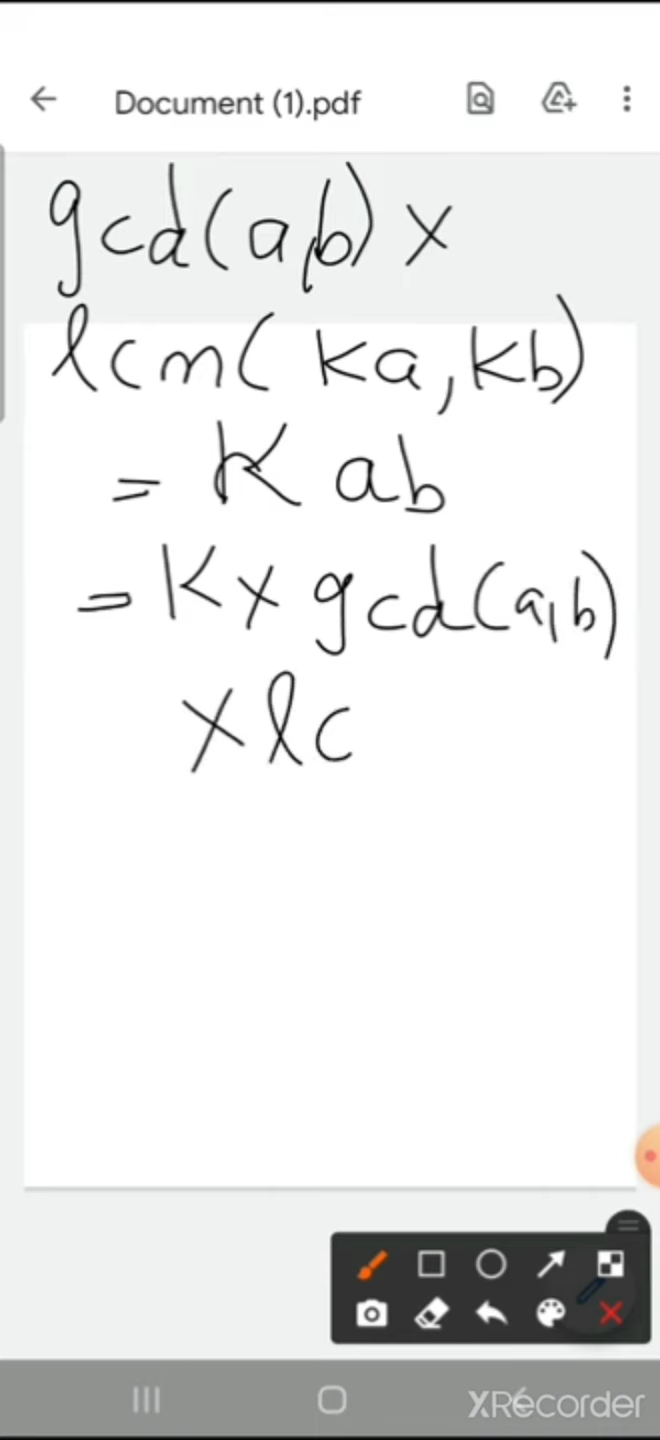 Document (1).pdf
gcd(a,b) ×
lcm( ka, kb)
= K ab
= K × gcd(a,b)
× lc
XRecorder